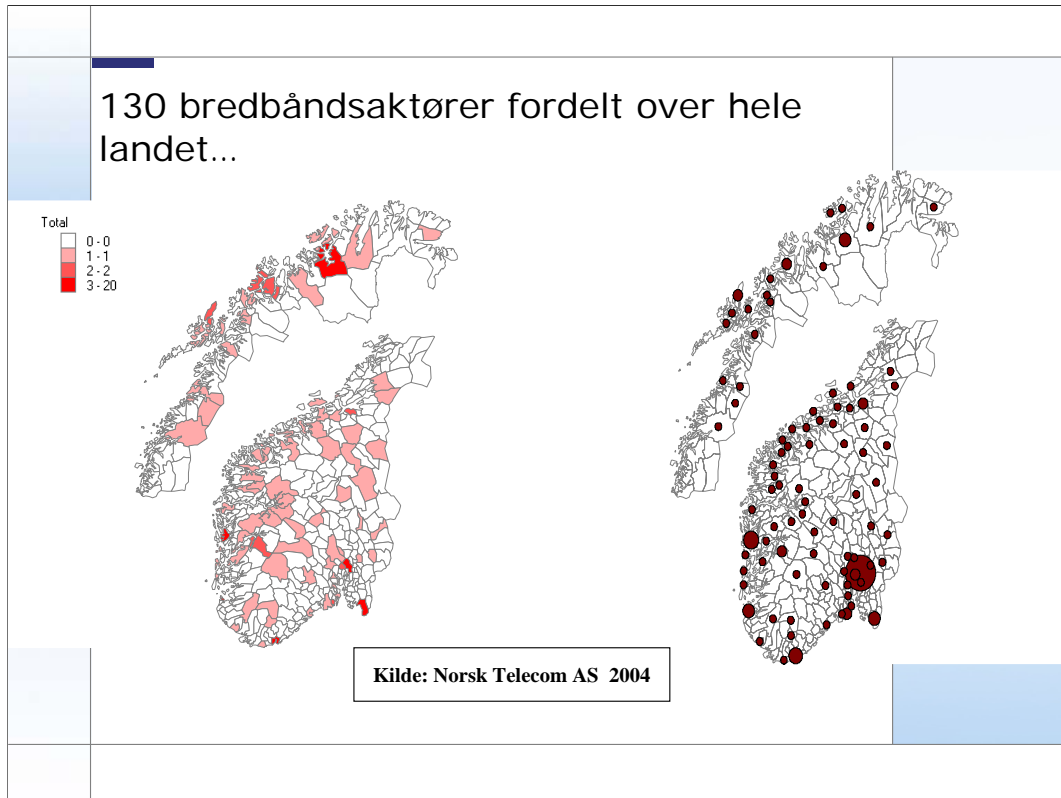 130 bredbåndsaktører fordelt over hele
landet...
Total
0 - 0
1 - 1
2 - 2
3 - 20
Kilde: Norsk Telecom AS 2004